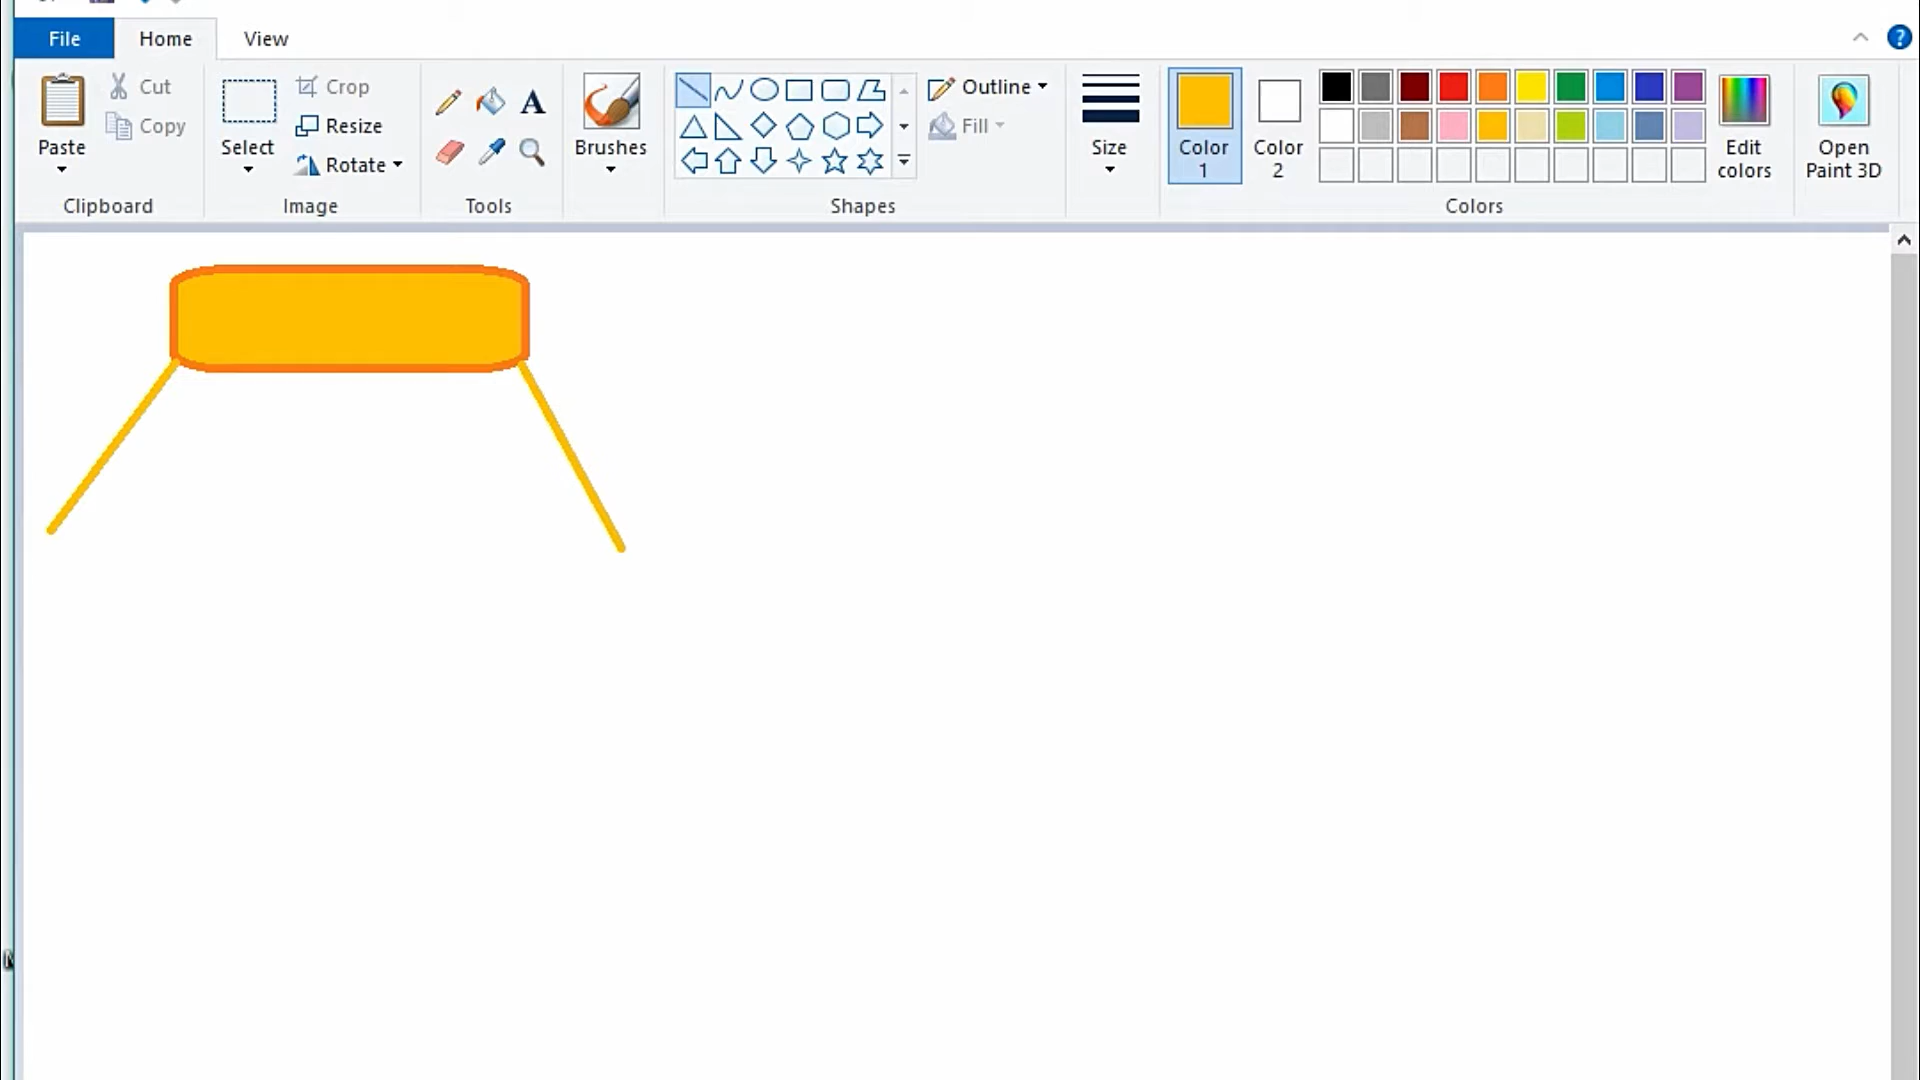 File Home View
Paste Cut Copy
Clipboard
Select Crop Resize Rotate
Image
A
Tools
Brushes
Outline Fill
Shapes
Size
Color 1
Color 2
Edit colors
Colors
Open Paint 3D
?